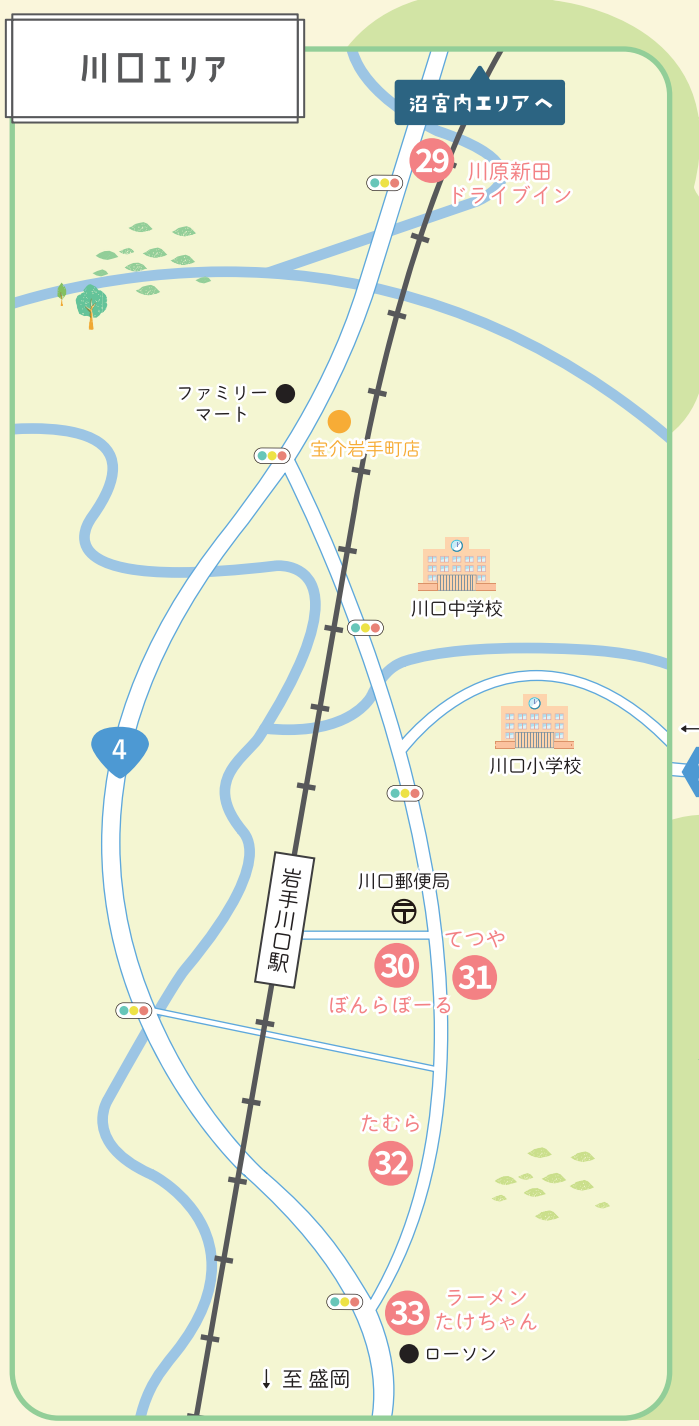 川口エリア
沼宮内エリアへ
29
川原新田
ドライブイン
ファミリー
マート
宝介岩手町店
川口中学校
川口小学校
←
4
岩手川口駅
川口郵便局
てつや
30
31
ぼんらぽーる
たむら
32
33
ラーメン
たけちゃん
ローソン
↓至 盛岡